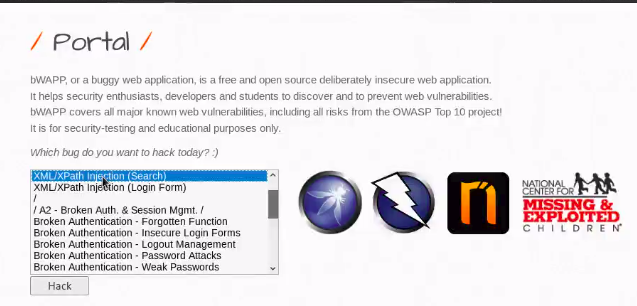 / Portal /
bWAPP, or a buggy web application, is a free and open source deliberately insecure web application.
It helps security enthusiasts, developers and students to discover and to prevent web vulnerabilities.
bWAPP covers all major known web vulnerabilities, including all risks from the OWASP Top 10 project!
It is for security-testing and educational purposes only.
Which bug do you want to hack today? :)
XML/XPath Injection (Search)
XML/XPath Injection (Login Form)
/
/ A2 - Broken Auth. & Session Mgmt. /
Broken Authentication - Forgotten Function
Broken Authentication - Insecure Login Forms
Broken Authentication - Logout Management
Broken Authentication - Password Attacks
Broken Authentication - Weak Passwords
Hack
n
NATIONAL
CENTER FOR
MISSING &
EXPLOITED
CHILDREN